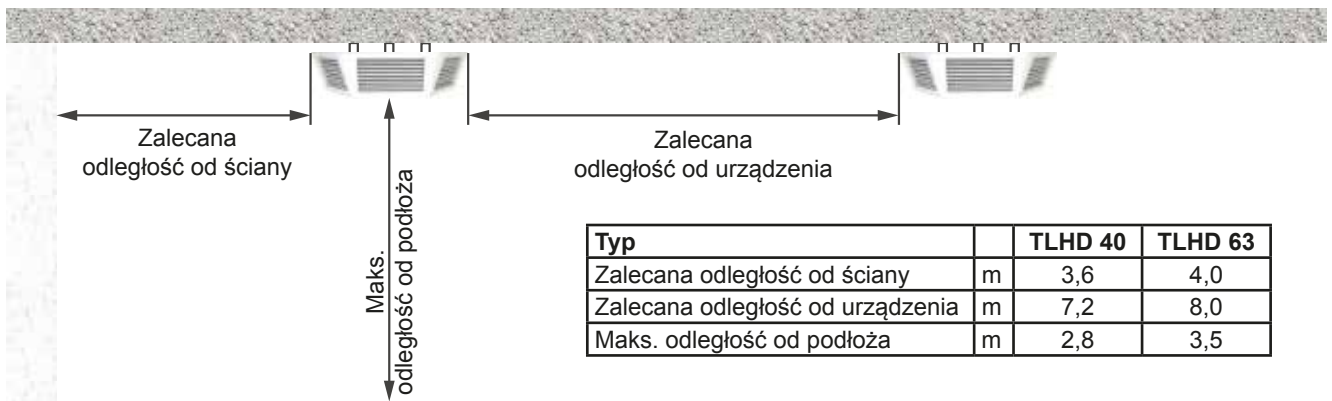 Zalecana
odległość od ściany
Zalecana
odległość od urządzenia
Maks.
odległość od podłoża
Typ TLHD 40 TLHD 63
Zalecana odległość od ściany m 3,6 4,0
Zalecana odległość od urządzenia m 7,2 8,0
Maks. odległość od podłoża m 2,8 3,5